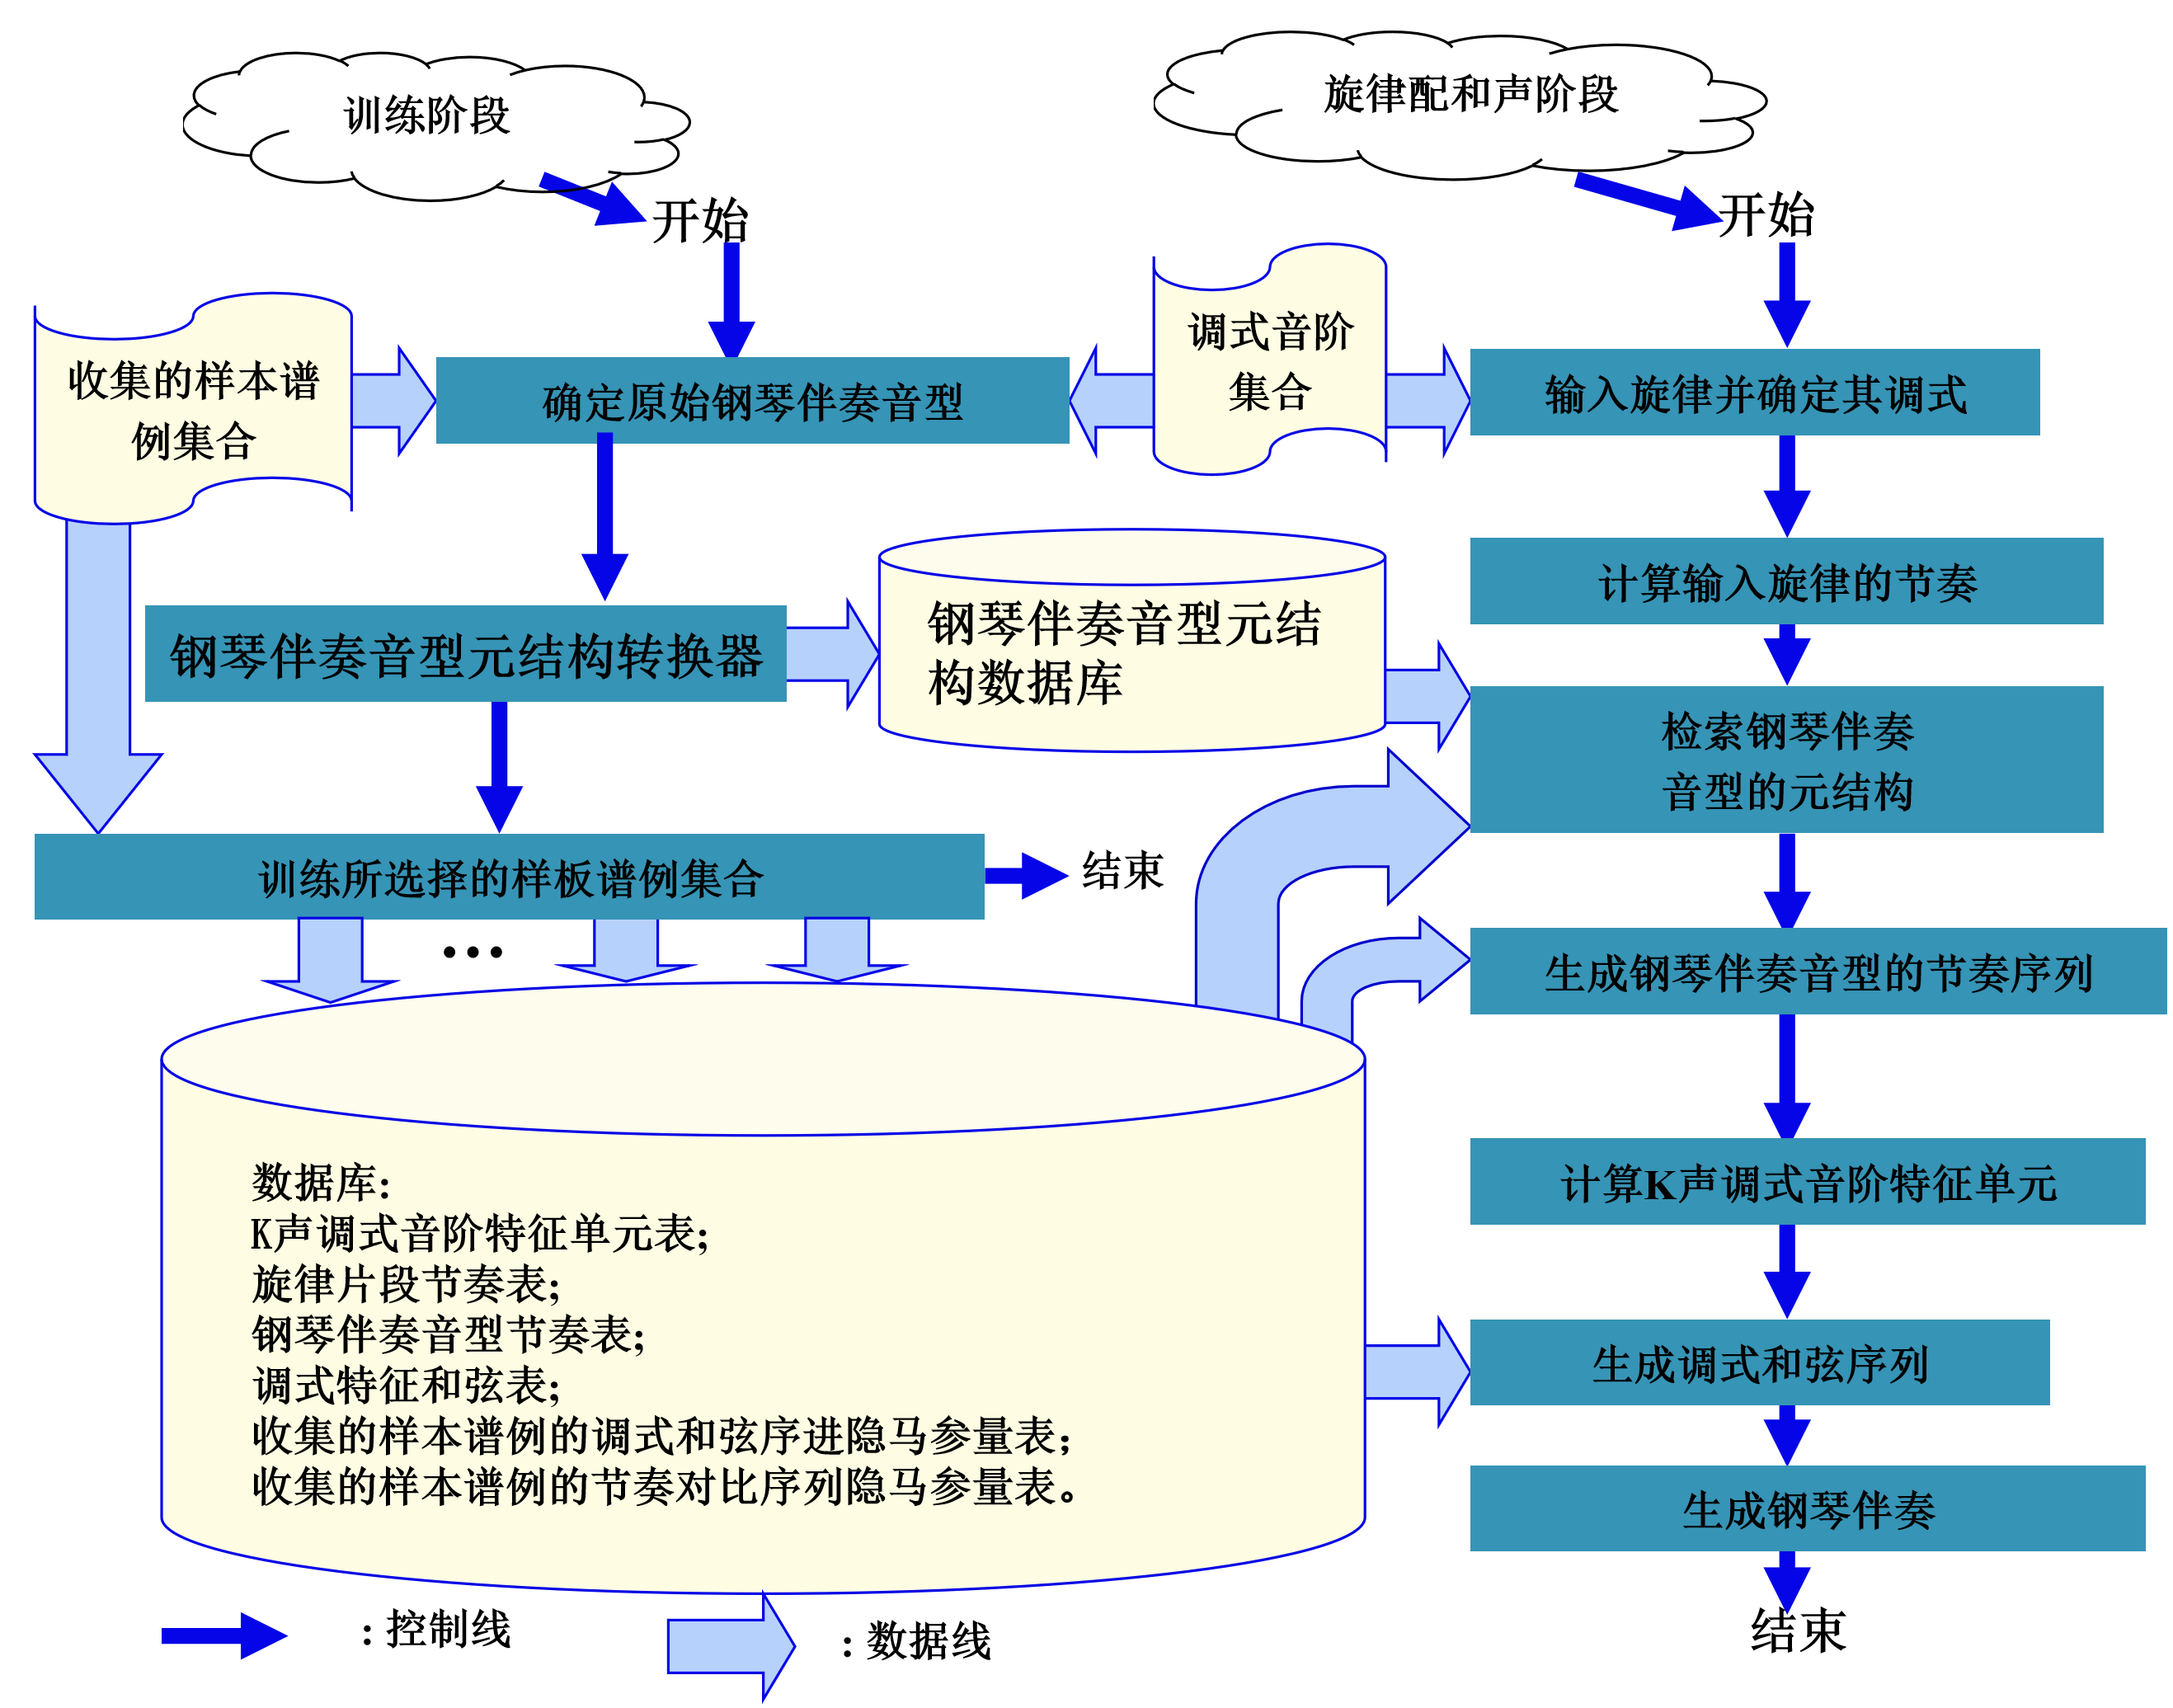 训练阶段
旋律配和声阶段
开始
开始
收集的样本谱
例集合
确定原始钢琴伴奏音型
调式音阶
集合
输入旋律并确定其调式
计算输入旋律的节奏
钢琴伴奏音型元结构转换器
钢琴伴奏音型元结
构数据库
检索钢琴伴奏
音型的元结构
训练所选择的样板谱例集合
结束
…
生成钢琴伴奏音型的节奏序列
计算K声调式音阶特征单元
生成调式和弦序列
生成钢琴伴奏
结束
数据库:
K声调式音阶特征单元表;
旋律片段节奏表;
钢琴伴奏音型节奏表;
调式特征和弦表;
收集的样本谱例的调式和弦序进隐马参量表;
收集的样本谱例的节奏对比序列隐马参量表。
: 控制线
: 数据线